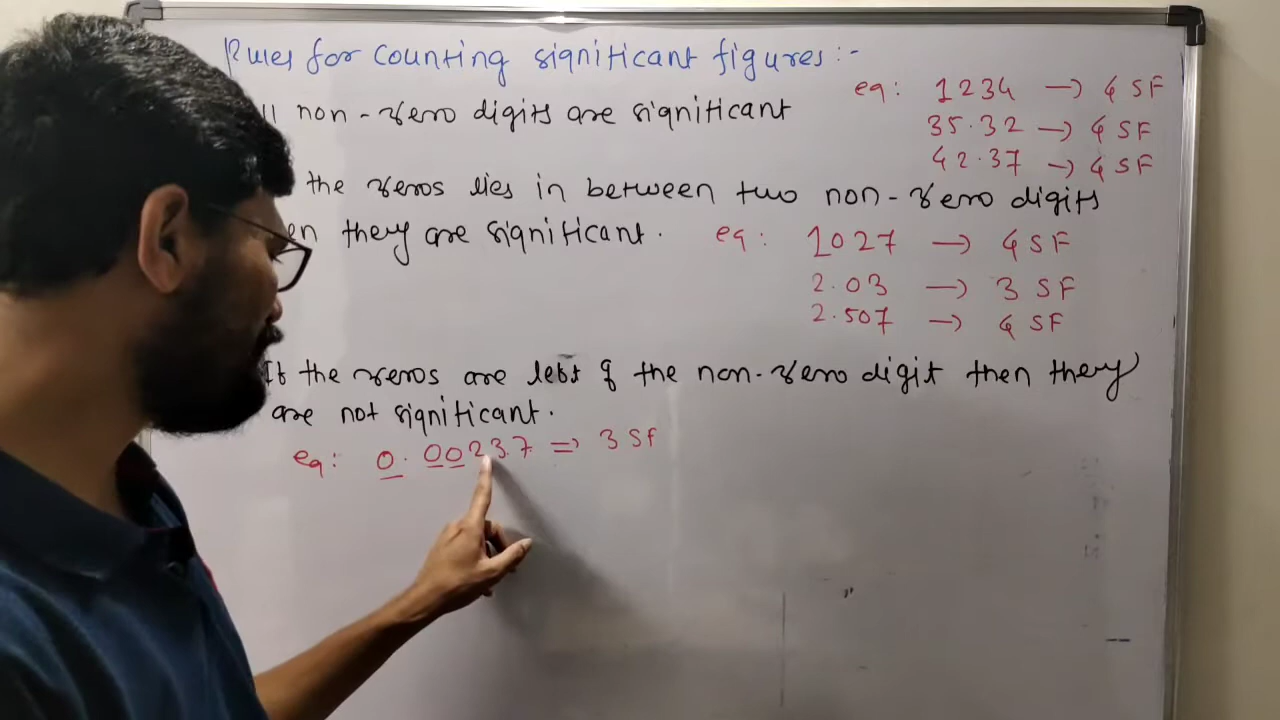 Rules for counting significant figures :-
eg: 1234 → 4 SF
ll non-zero digits are significant
35.32 → 4 SF
42.37 → 4 SF
the zeros lies in between two non-zero digits
en they are significant. eg: 1027 → 4 SF
2.03 → 3 SF
2.507 → 4 SF
If the zeros are left of the non-zero digit then they
are not significant.
eg: 0.00237 ⇒ 3 SF